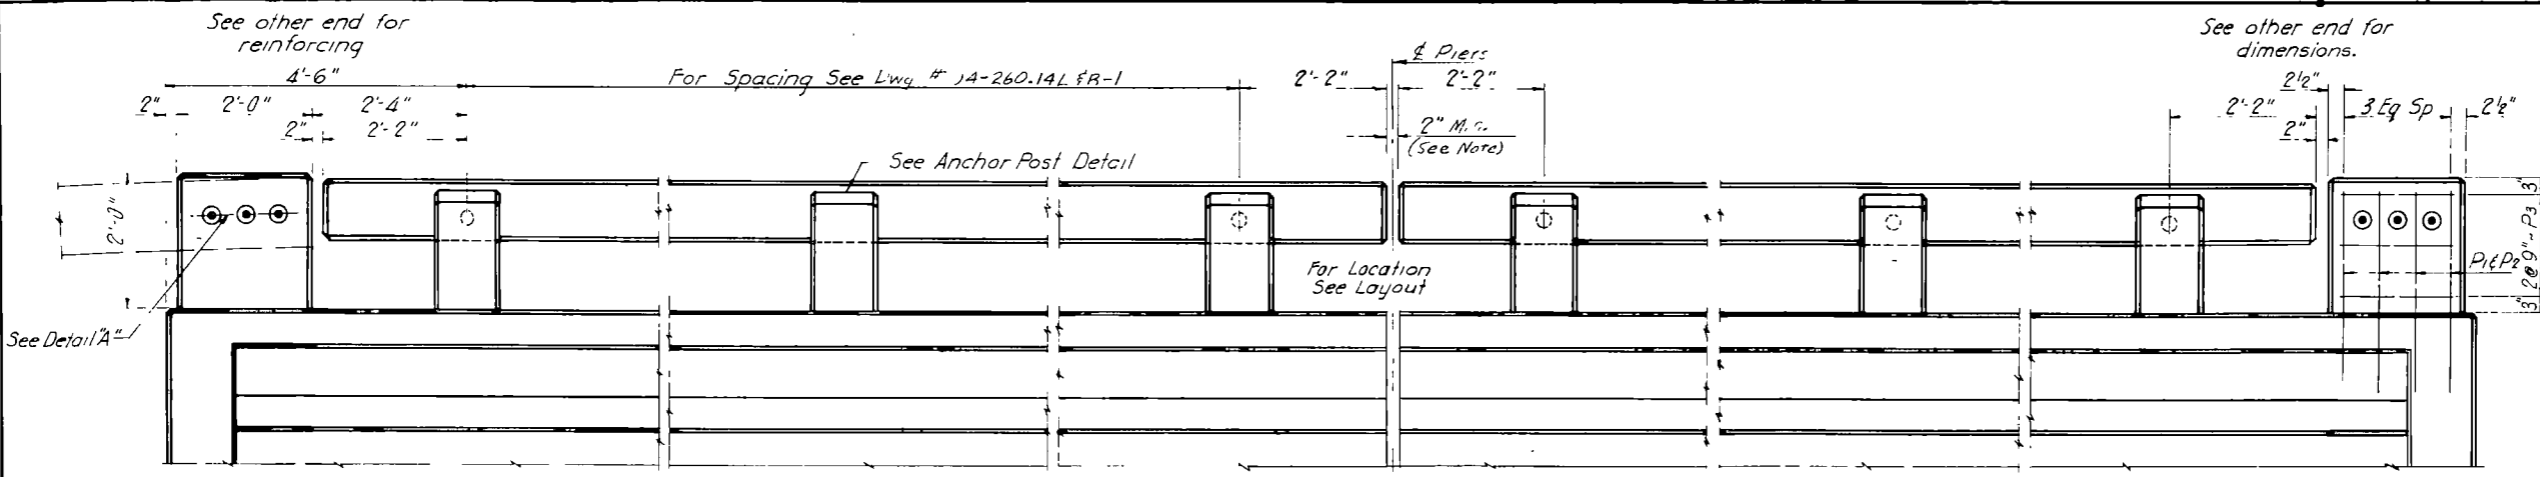 See other end for
reinforcing
4'-6"
For Spacing See Dwg # 14-260.14L & R-1
2'-2"
℄ Piers
2'-2"
See other end for
dimensions.
2½"
2" 2'-0" 2'-4"
2" 2'-2"
2" Min.
(See Note)
2'-2"
2"
3 Eq Sp
2½"
See Anchor Post Detail
2'-0"
For Location
See Layout
P1 & P2
3" 2@9"-P3 3"
See Detail "A"